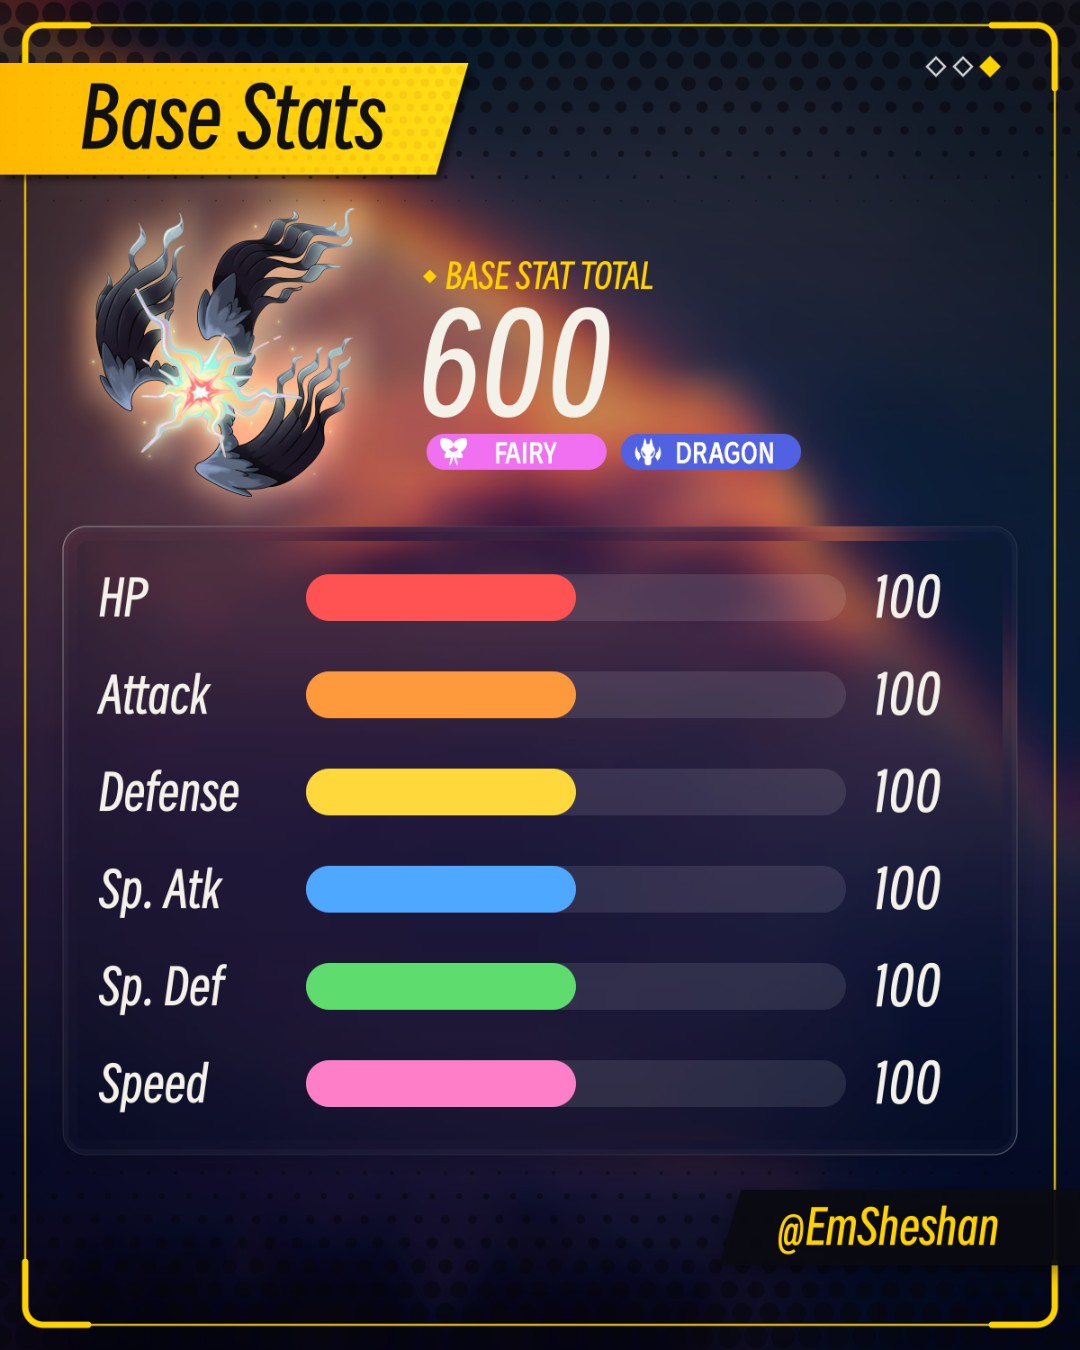 Base Stats
BASE STAT TOTAL
600
FAIRY DRAGON
HP 100
Attack 100
Defense 100
Sp. Atk 100
Sp. Def 100
Speed 100
@EmSheshan